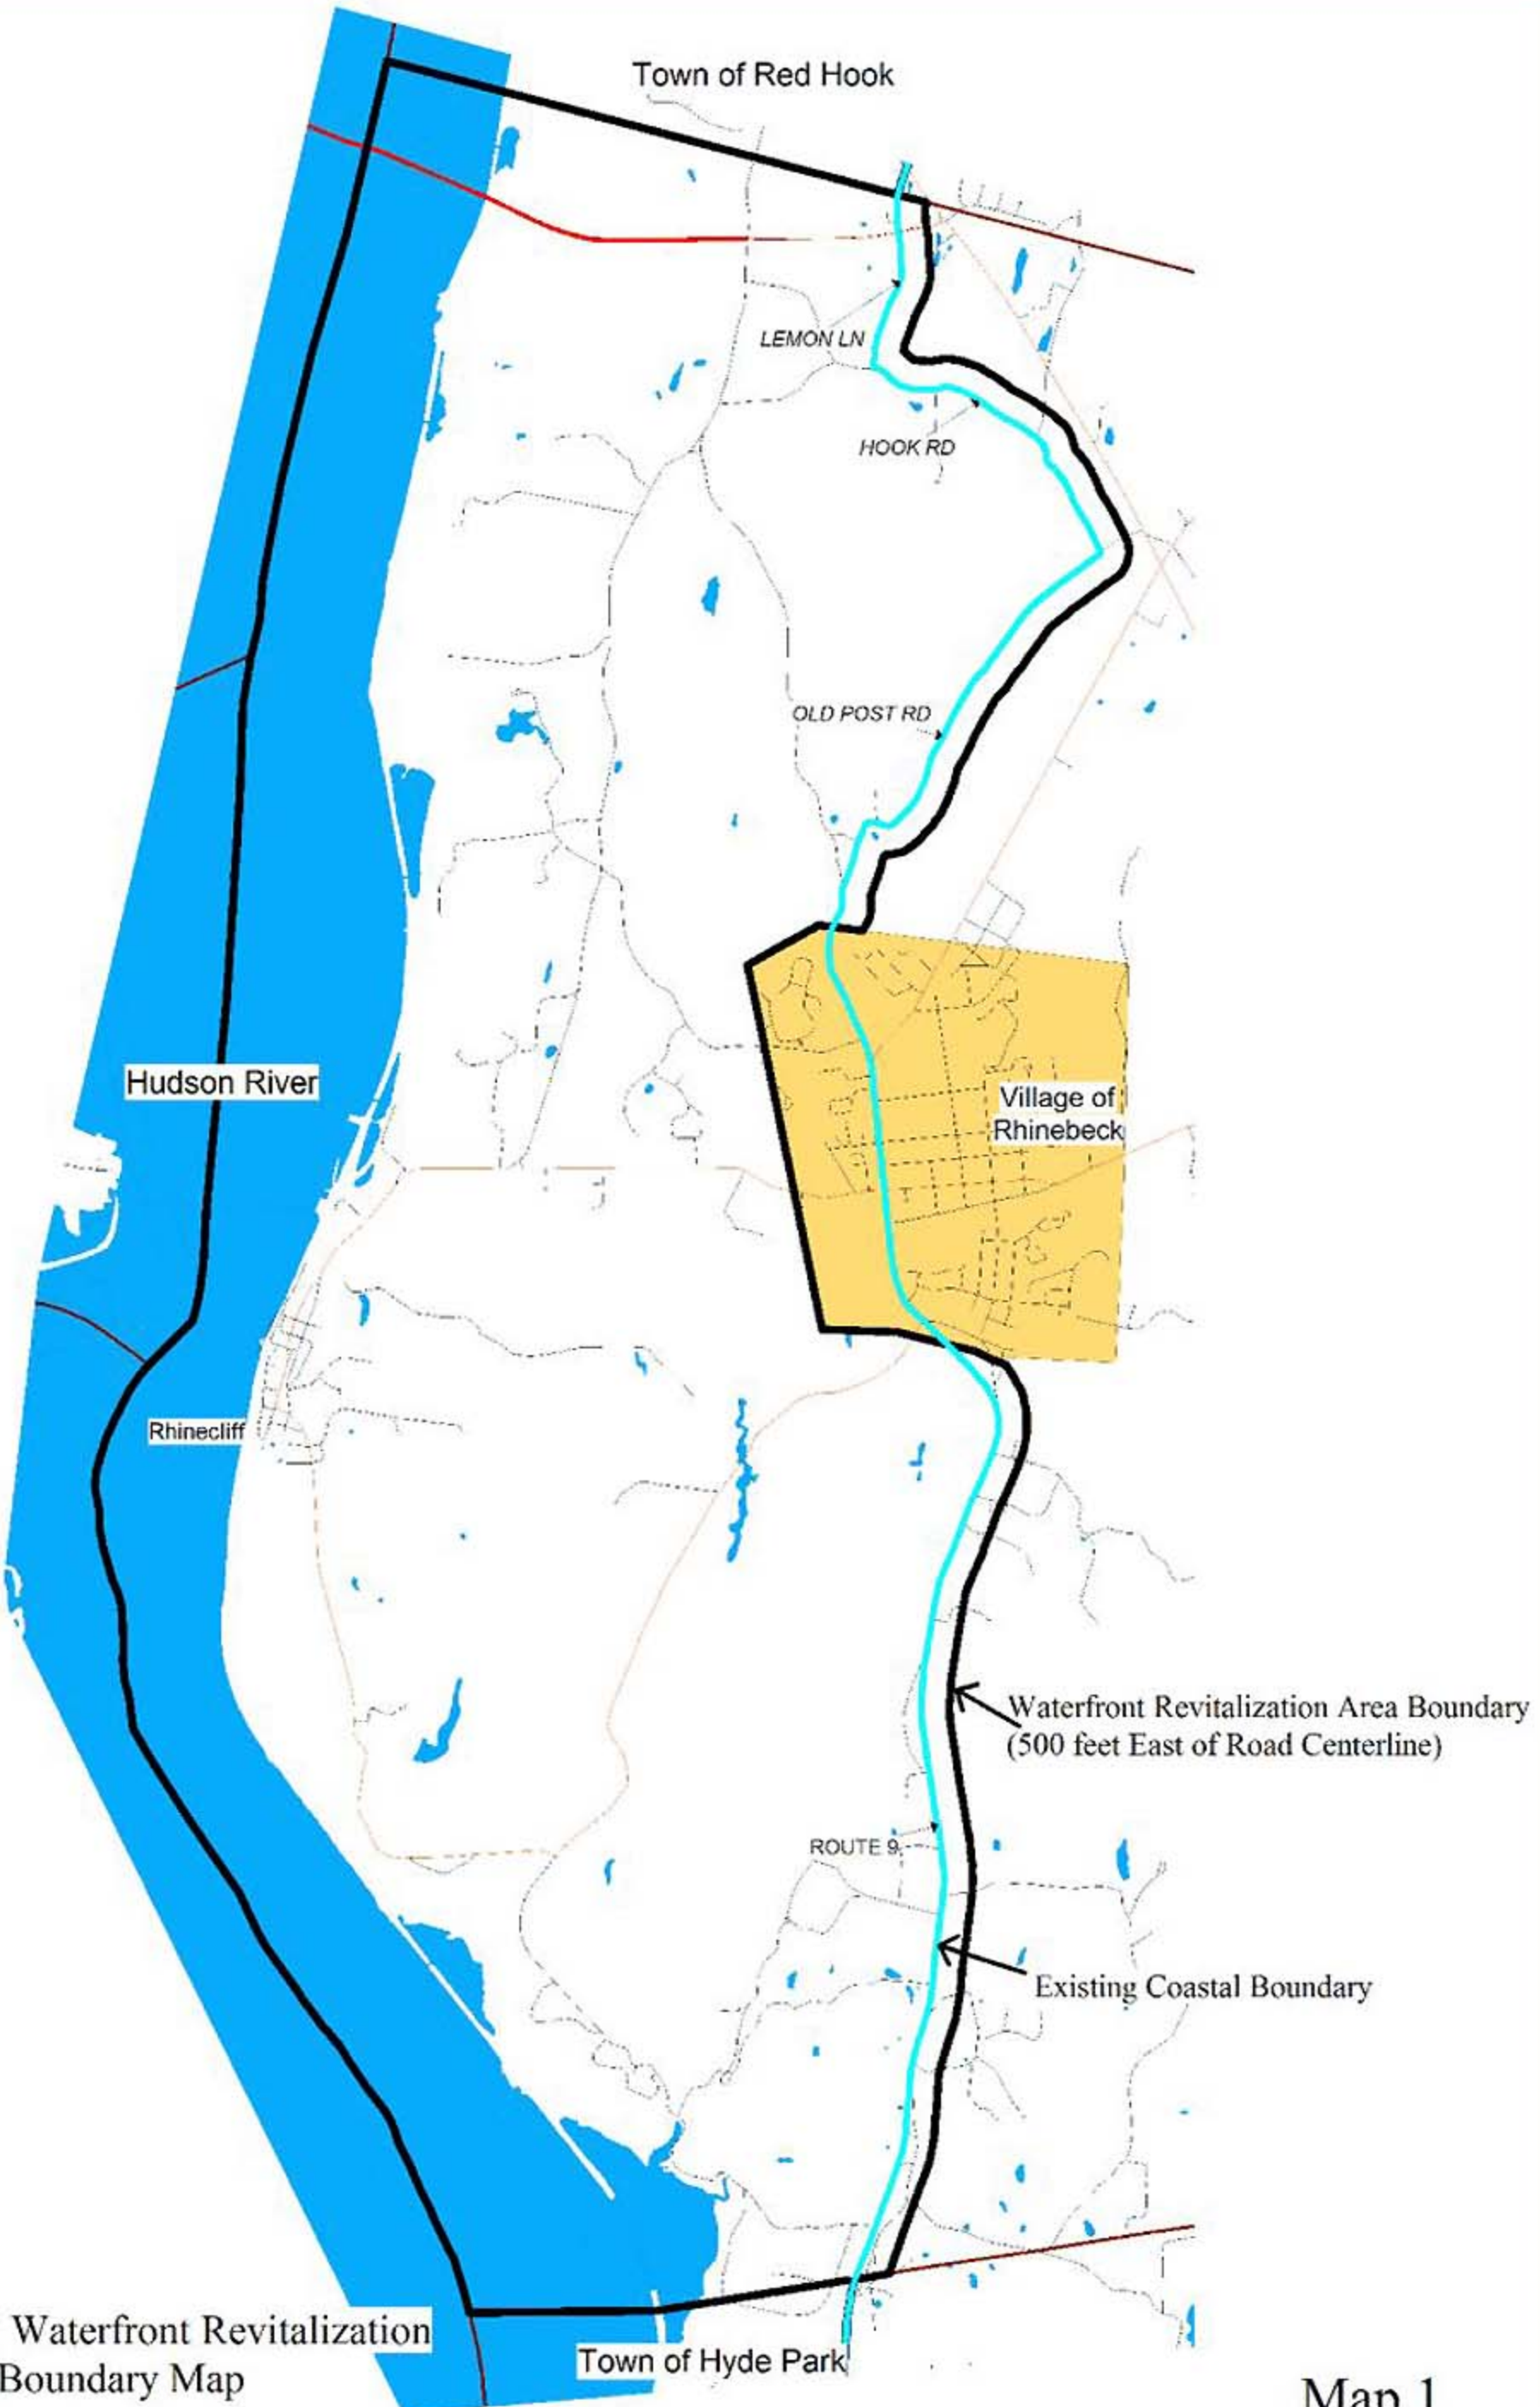 Town of Red Hook
LEMON LN
HOOK RD
OLD POST RD
Hudson River
Village of
Rhinebeck
Rhinecliff
Waterfront Revitalization Area Boundary
(500 feet East of Road Centerline)
ROUTE 9
Existing Coastal Boundary
Waterfront Revitalization
Boundary Map
Town of Hyde Park
Map 1